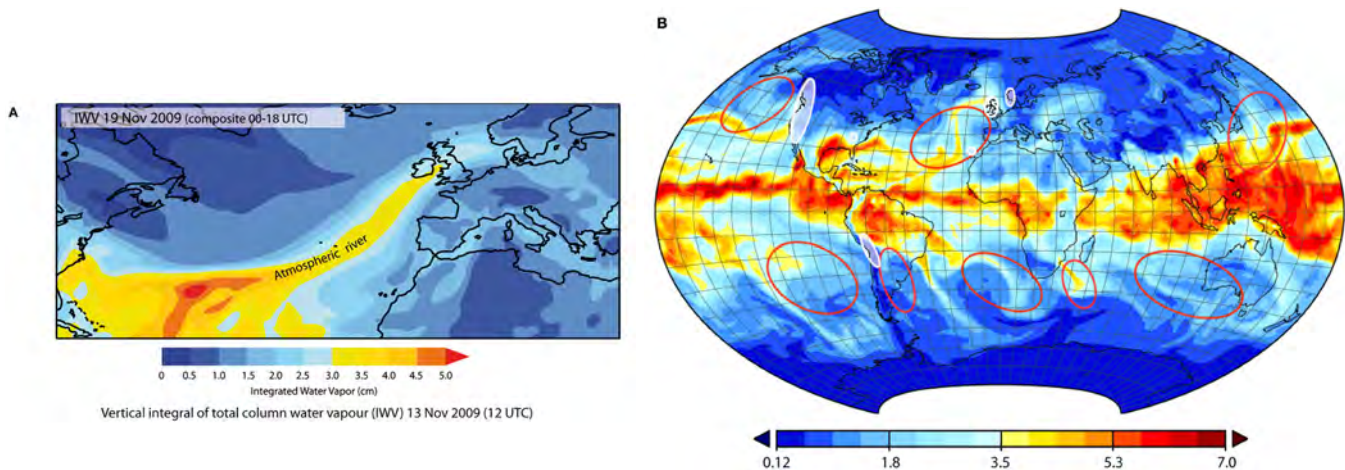 A
IWV 19 Nov 2009 (composite 00-18 UTC)
Atmospheric river
0 0.5 1.0 1.5 2.0 2.5 3.0 3.5 4.0 4.5 5.0
Integrated Water Vapor (cm)
Vertical integral of total column water vapour (IWV) 13 Nov 2009 (12 UTC)
B
0.12 1.8 3.5 5.3 7.0